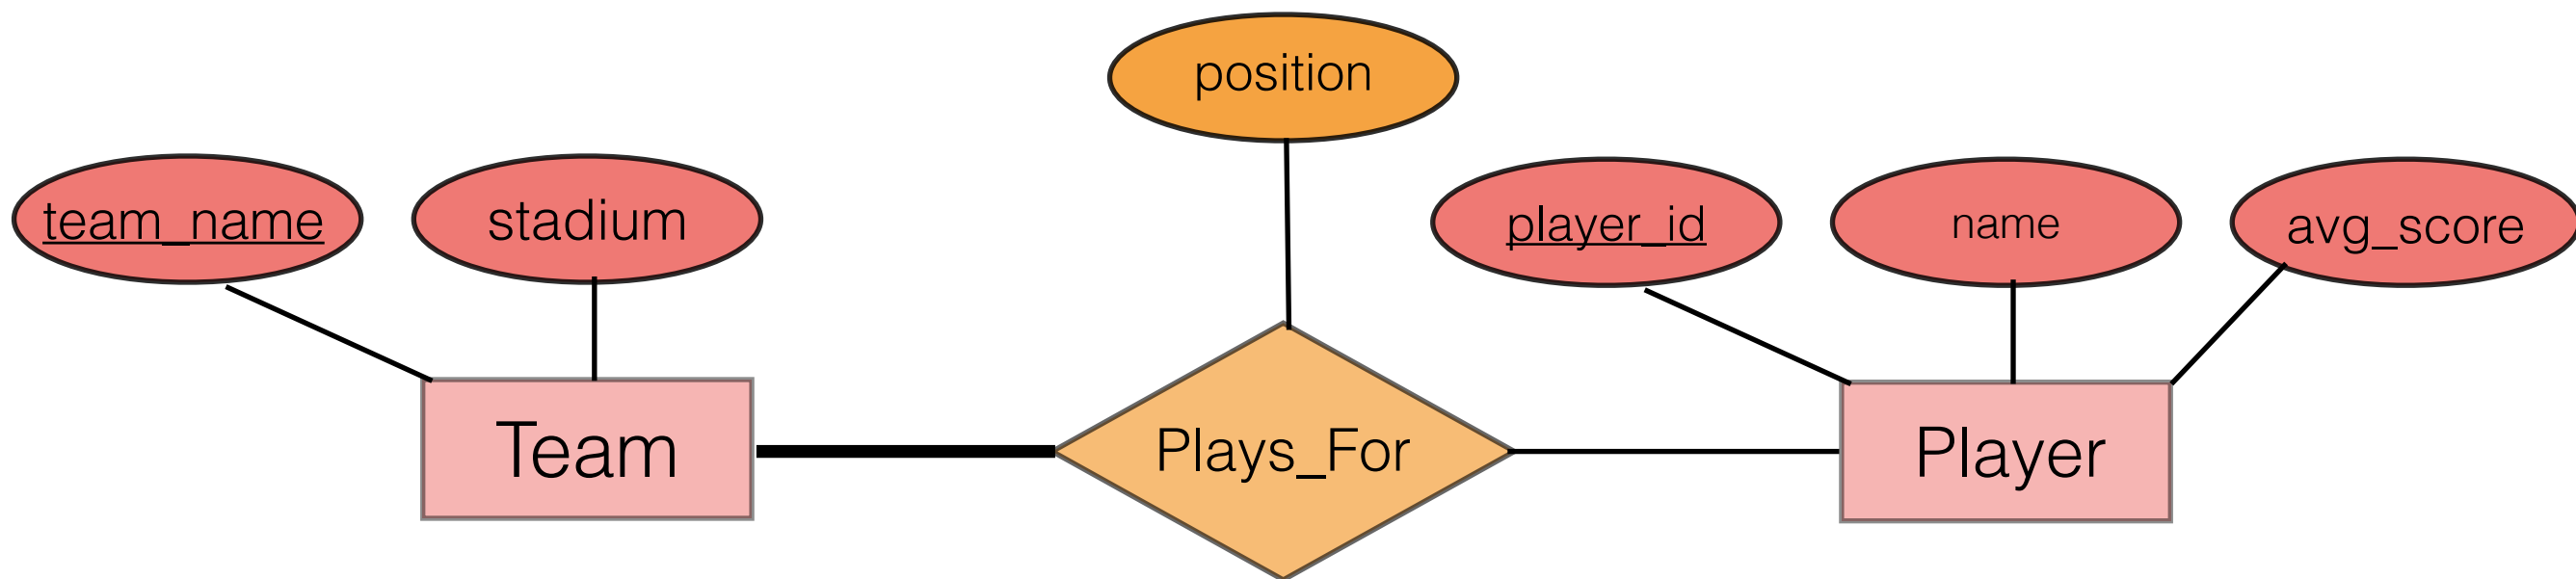 position
team_name
stadium
player_id
name
avg_score
Team
Plays_For
Player